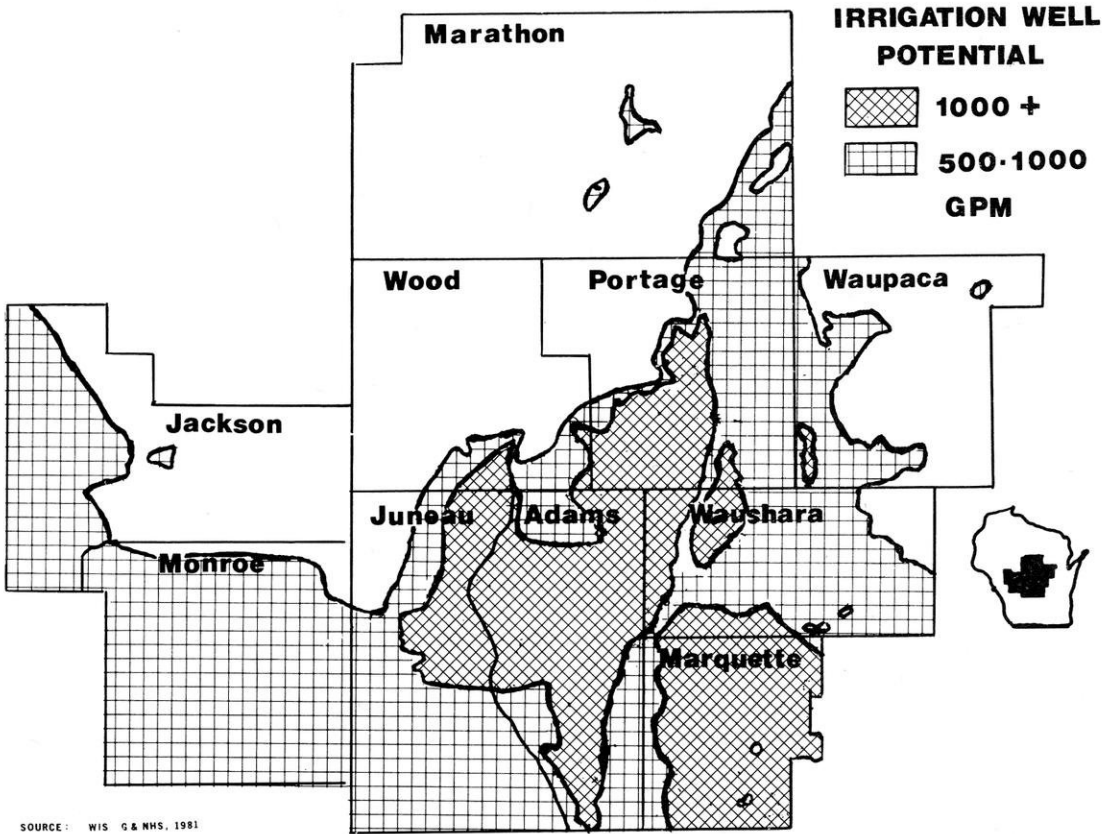 IRRIGATION WELL
POTENTIAL
1000 +
500·1000
GPM
Marathon
Wood
Portage
Waupaca
Jackson
Juneau
Adams
Waushara
Monroe
Marquette
SOURCE: WIS G & NHS, 1981